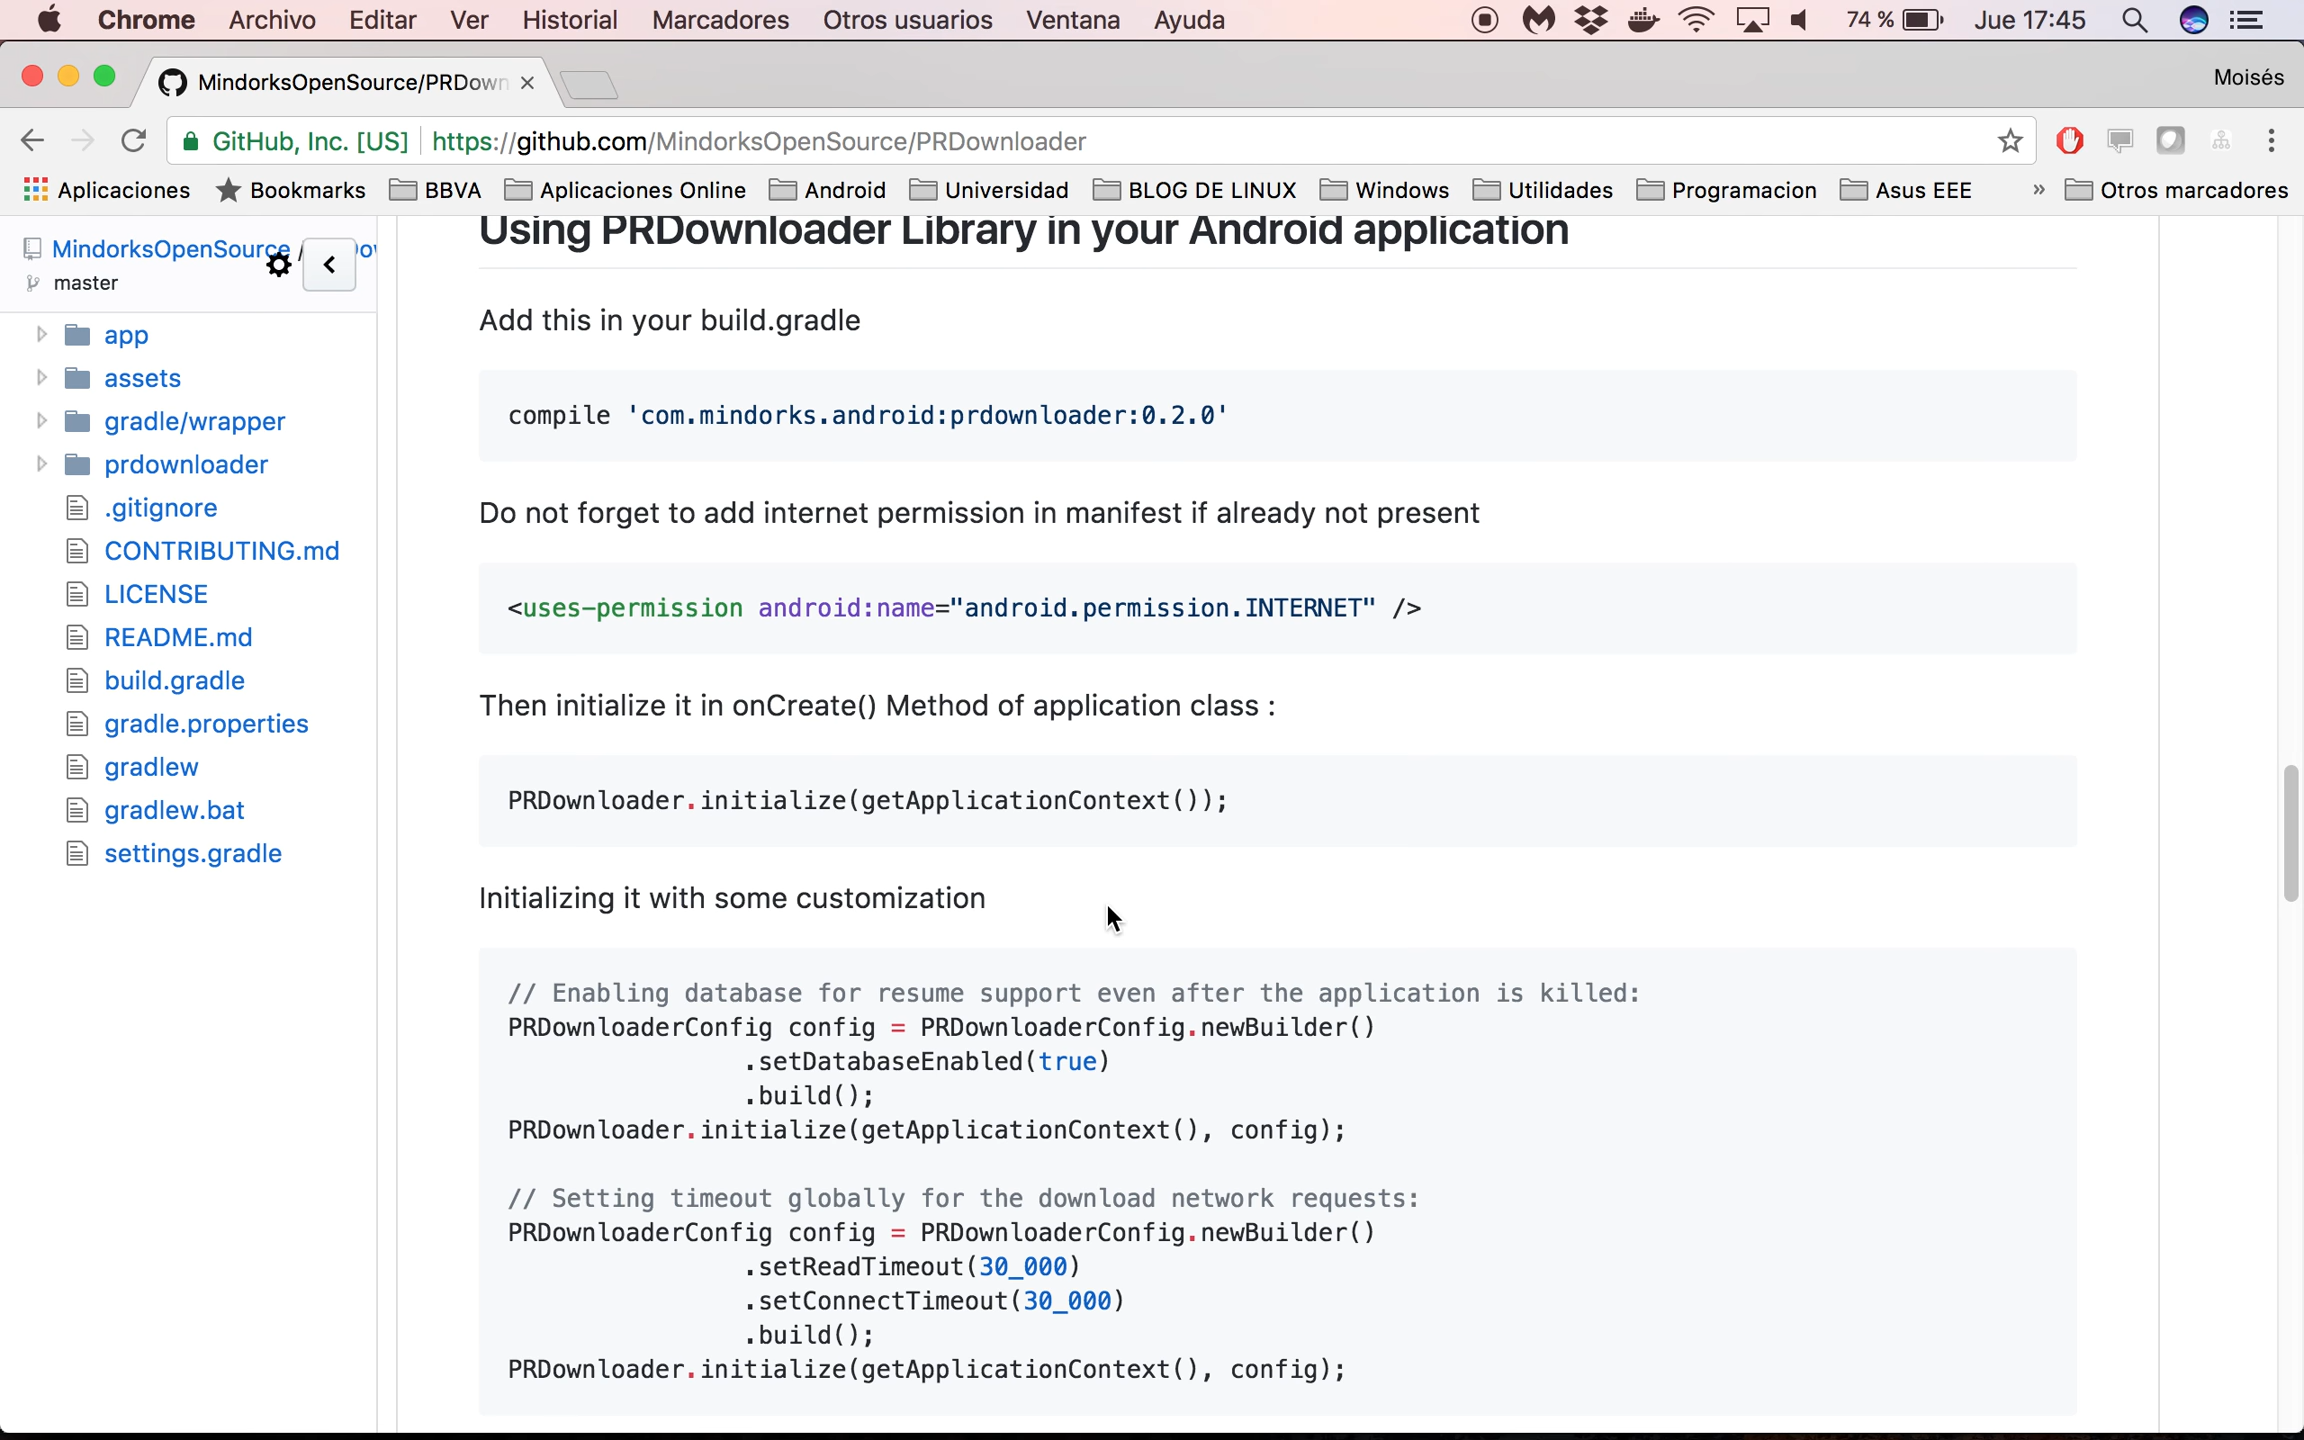 Chrome Archivo Editar Ver Historial Marcadores Otros usuarios Ventana Ayuda 74 % Jue 17:45
MindorksOpenSource/PRDown Moisés
GitHub, Inc. [US] https://github.com/MindorksOpenSource/PRDownloader
Aplicaciones Bookmarks BBVA Aplicaciones Online Android Universidad BLOG DE LINUX Windows Utilidades Programacion Asus EEE » Otros marcadores
MindorksOpenSource /
master
app
assets
gradle/wrapper
prdownloader
.gitignore
CONTRIBUTING.md
LICENSE
README.md
build.gradle
gradle.properties
gradlew
gradlew.bat
settings.gradle
Using PRDownloader Library in your Android application
Add this in your build.gradle
compile 'com.mindorks.android:prdownloader:0.2.0'
Do not forget to add internet permission in manifest if already not present
<uses-permission android:name="android.permission.INTERNET" />
Then initialize it in onCreate() Method of application class :
PRDownloader.initialize(getApplicationContext());
Initializing it with some customization
// Enabling database for resume support even after the application is killed:
PRDownloaderConfig config = PRDownloaderConfig.newBuilder()
.setDatabaseEnabled(true)
.build();
PRDownloader.initialize(getApplicationContext(), config);
// Setting timeout globally for the download network requests:
PRDownloaderConfig config = PRDownloaderConfig.newBuilder()
.setReadTimeout(30_000)
.setConnectTimeout(30_000)
.build();
PRDownloader.initialize(getApplicationContext(), config);